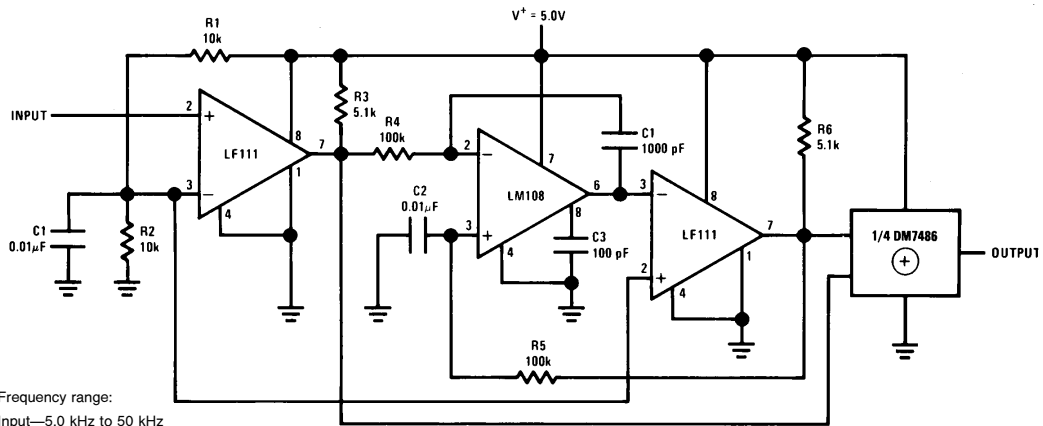 V+ = 5.0V
R1
10k
INPUT
2
+
8
LF111
7
1
3
−
4
C1
0.01μF
R2
10k
R3
5.1k
R4
100k
2
−
7
LM108
6
8
3
+
4
C1
1000 pF
C2
0.01μF
C3
100 pF
R5
100k
3
−
8
LF111
7
1
2
+
4
R6
5.1k
1/4 DM7486
+
OUTPUT
Frequency range:
Input—5.0 kHz to 50 kHz